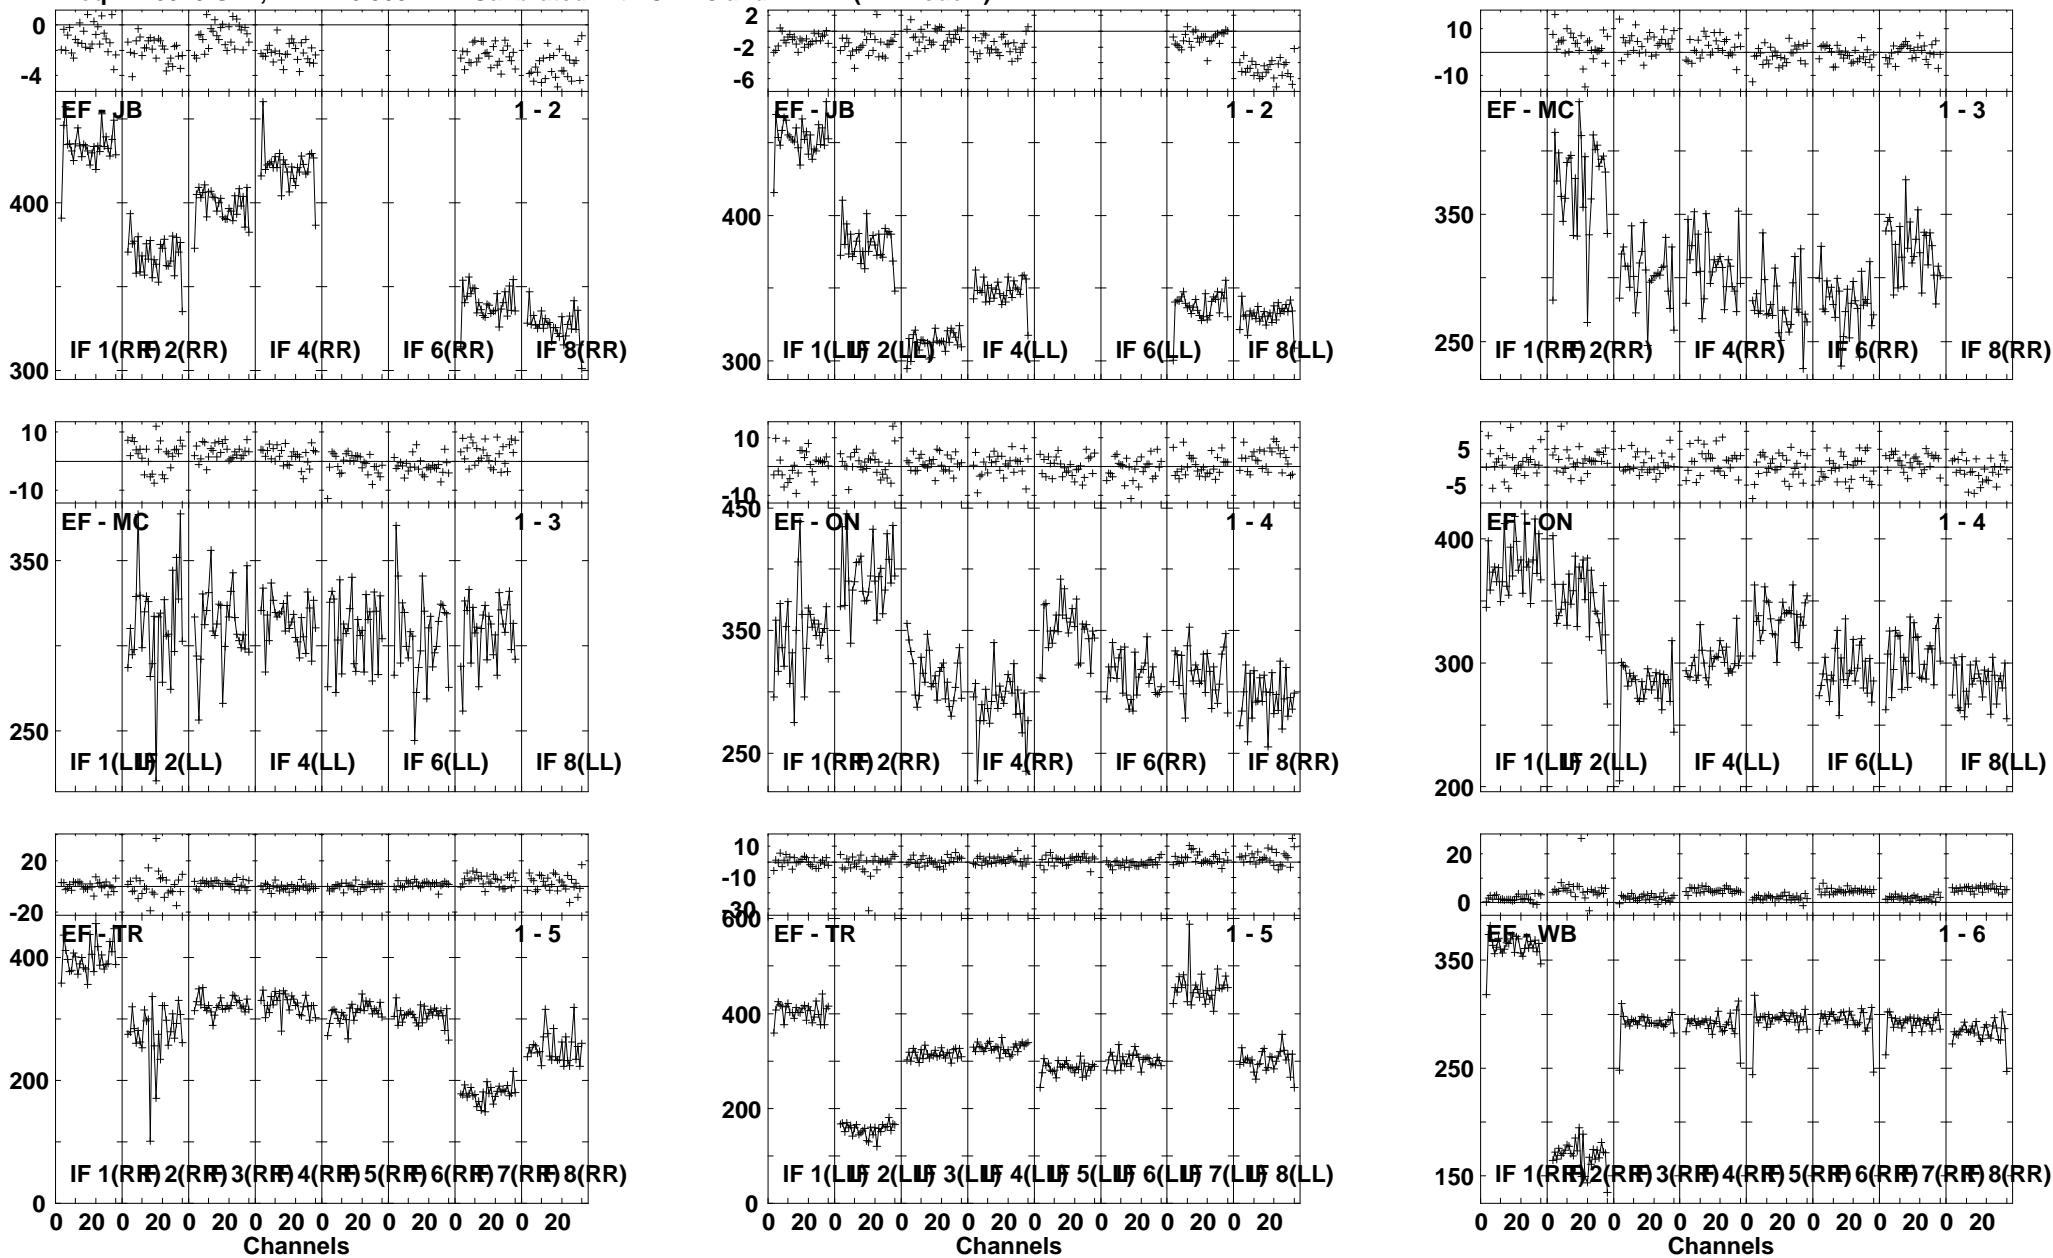 0
-4
EF - JB
1 - 2
400
300
IF 1(RR)
IF 2(RR)
IF 4(RR)
IF 6(RR)
IF 8(RR)
2
-2
-6
EF - JB
1 - 2
400
300
IF 1(LL)
IF 2(LL)
IF 4(LL)
IF 6(LL)
IF 8(LL)
10
-10
EF - MC
1 - 3
350
250
IF 1(RR)
IF 2(RR)
IF 4(RR)
IF 6(RR)
IF 8(RR)
10
-10
EF - MC
1 - 3
350
250
IF 1(LL)
IF 2(LL)
IF 4(LL)
IF 6(LL)
IF 8(LL)
10
-10
450
EF - ON
1 - 4
350
250
IF 1(RR)
IF 2(RR)
IF 4(RR)
IF 6(RR)
IF 8(RR)
5
-5
EF - ON
1 - 4
400
300
200
IF 1(LL)
IF 2(LL)
IF 4(LL)
IF 6(LL)
IF 8(LL)
20
-20
EF - TR
1 - 5
400
200
0
IF 1(RR)
IF 2(RR)
IF 3(RR)
IF 4(RR)
IF 5(RR)
IF 6(RR)
IF 7(RR)
IF 8(RR)
0 20 0 20 0 20 0 20 0 20 0 20 0 20 0 20
Channels
10
-10
-30
600
EF - TR
1 - 5
400
200
0
IF 1(LL)
IF 2(LL)
IF 3(LL)
IF 4(LL)
IF 5(LL)
IF 6(LL)
IF 7(LL)
IF 8(LL)
0 20 0 20 0 20 0 20 0 20 0 20 0 20 0 20
Channels
20
0
EF - WB
1 - 6
350
250
150
IF 1(RR)
IF 2(RR)
IF 3(RR)
IF 4(RR)
IF 5(RR)
IF 6(RR)
IF 7(RR)
IF 8(RR)
0 20 0 20 0 20 0 20 0 20 0 20 0 20 0 20
Channels